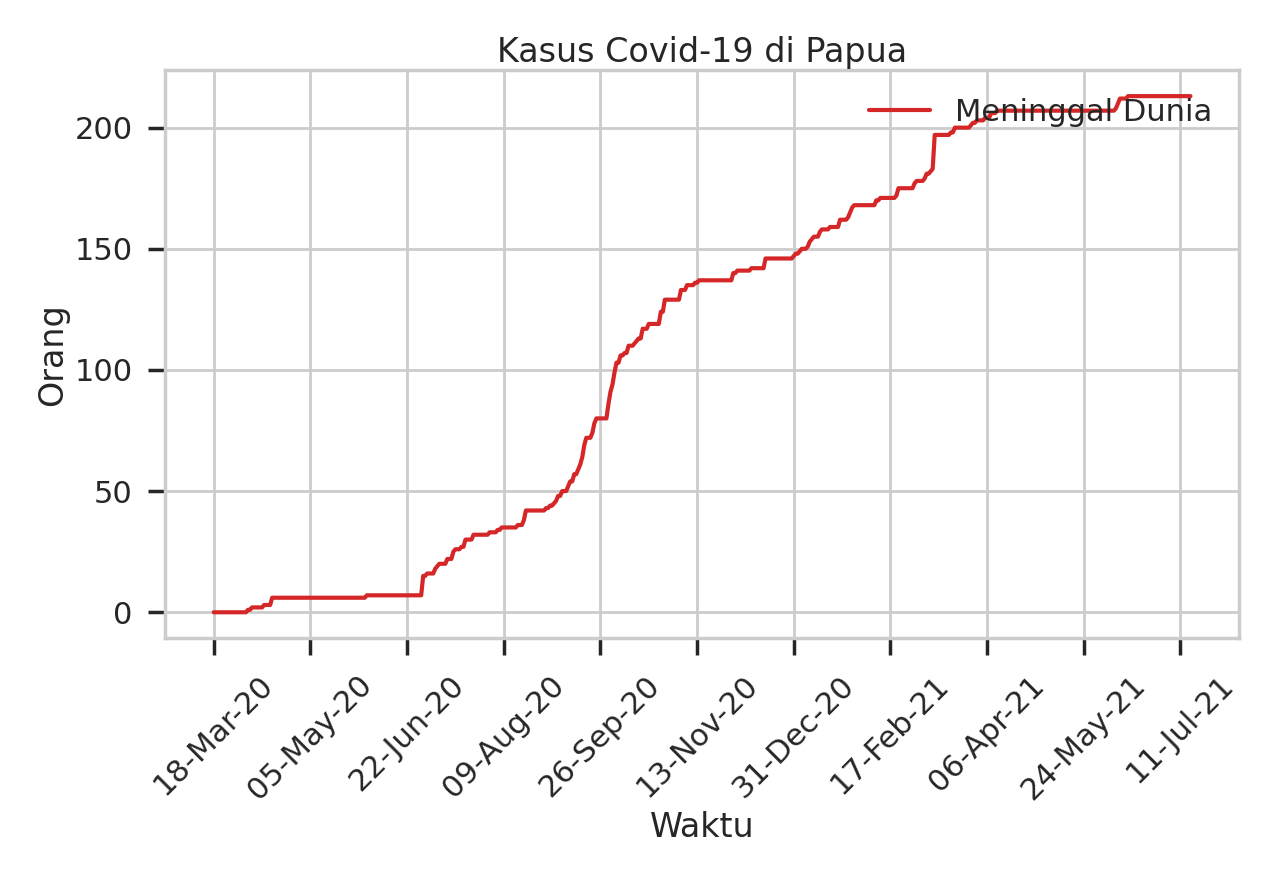 Kasus Covid-19 di Papua
Meninggal Dunia
Orang
200
150
100
50
0
18-Mar-20
05-May-20
22-Jun-20
09-Aug-20
26-Sep-20
13-Nov-20
31-Dec-20
17-Feb-21
06-Apr-21
24-May-21
11-Jul-21
Waktu